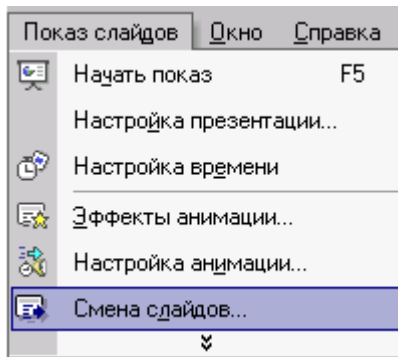 Показ слайдов Окно Справка
Начать показ F5
Настройка презентации...
Настройка времени
Эффекты анимации...
Настройка анимации...
Смена слайдов...